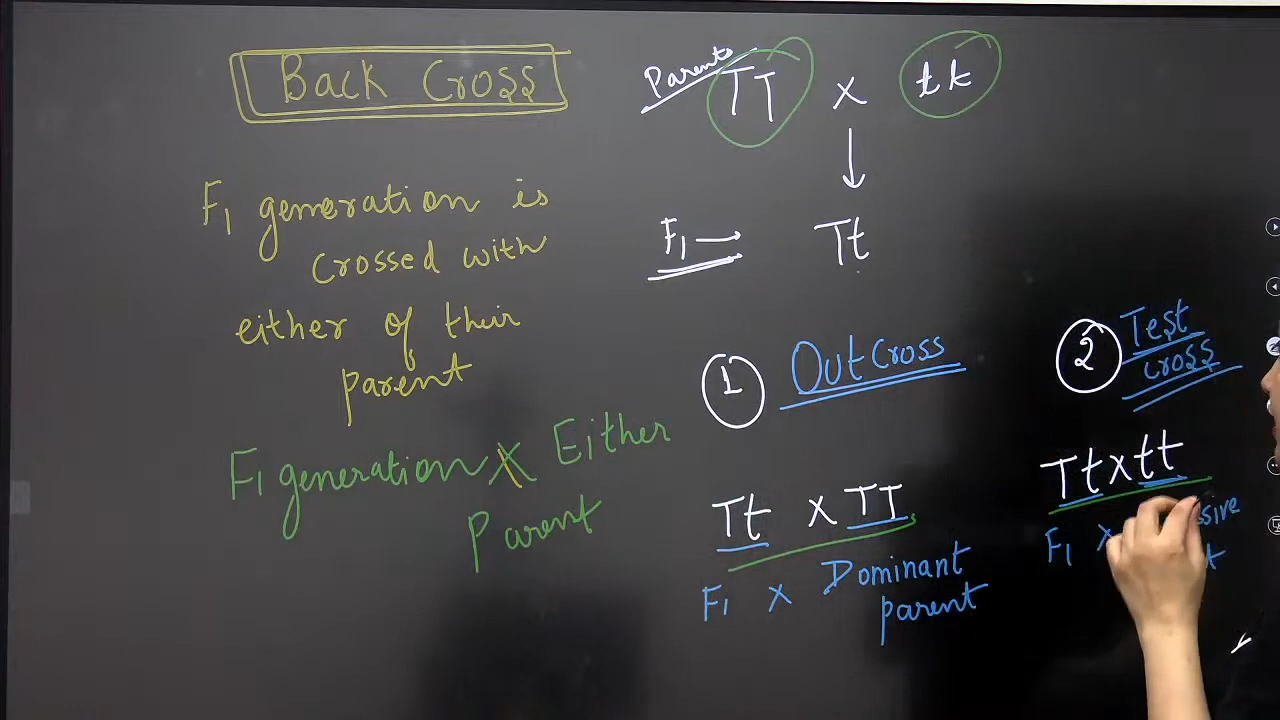 Back Cross
F1 generation is
crossed with
either of their
parent
F1 generation X Either
Parent
Parents TT x tt
F1 → Tt
1 Outcross
Tt x TT
F1 x Dominant
parent
2 Test
cross
Tt x tt
F1 x